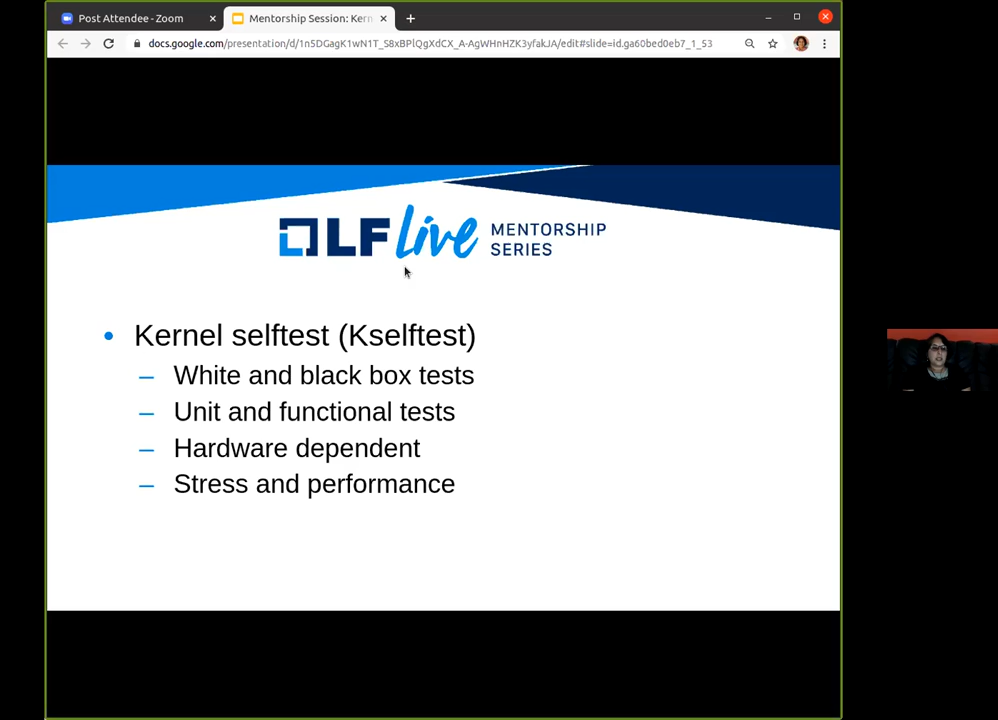 Post Attendee - Zoom
Mentorship Session: Kern
docs.google.com/presentation/d/1n5DGagK1wN1T_S8xBPlQgXdCX_A-AgWHnHZK3yfakJA/edit#slide=id.ga60bed0eb7_1_53
LF Live MENTORSHIP
SERIES
• Kernel selftest (Kselftest)
– White and black box tests
– Unit and functional tests
– Hardware dependent
– Stress and performance